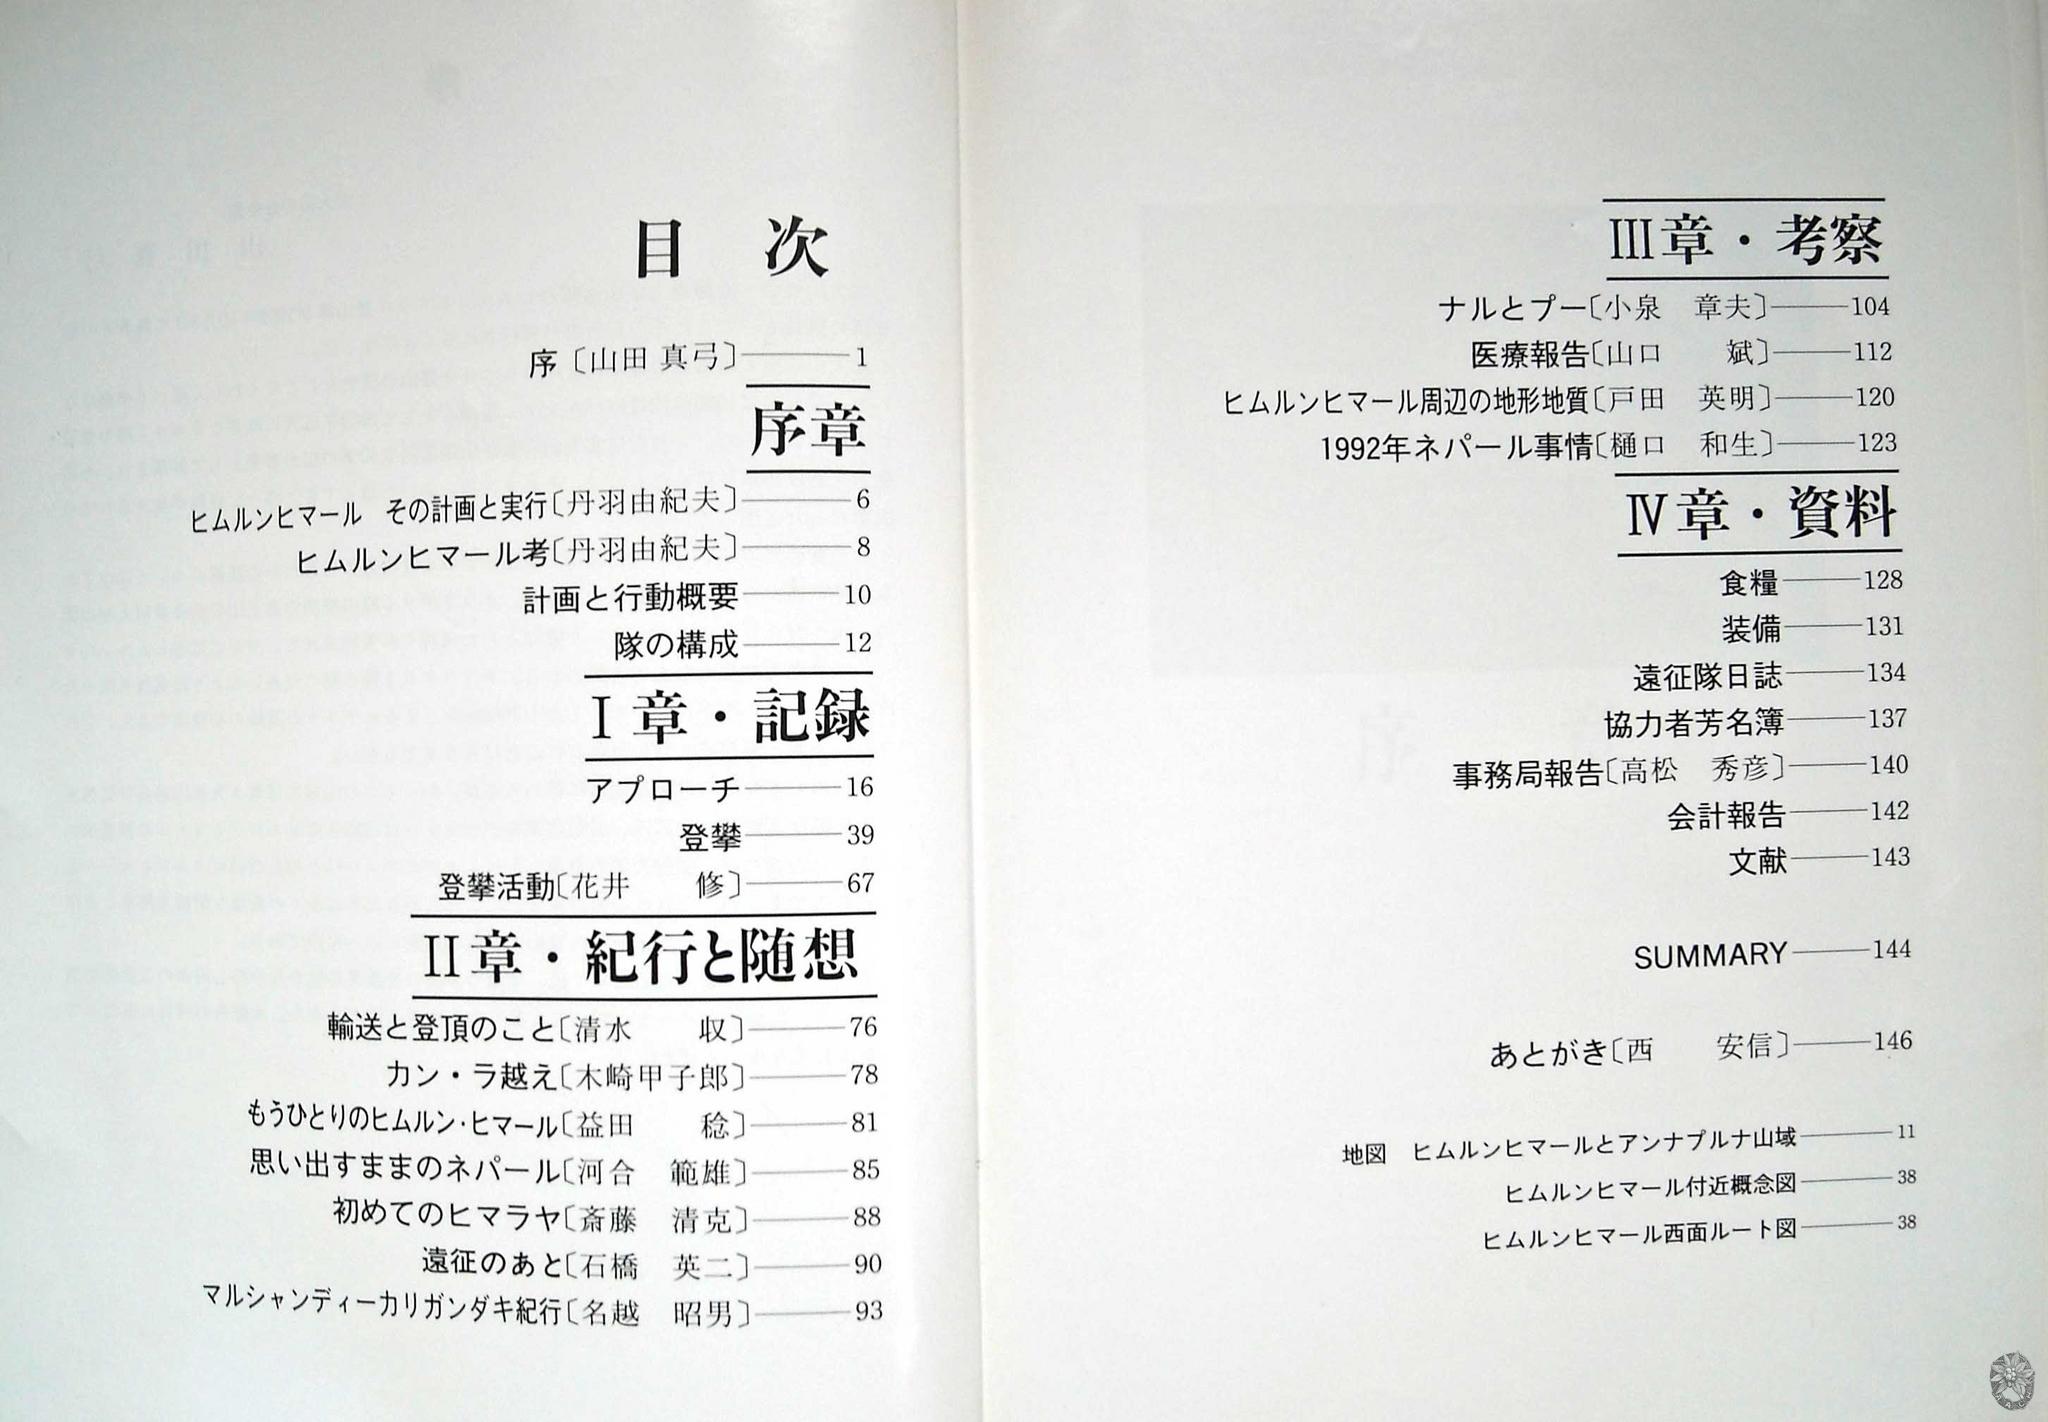 目 次
序〔山田 真弓〕——1
序章
ヒムルンヒマール その計画と実行〔丹羽由紀夫〕——6
ヒムルンヒマール考〔丹羽由紀夫〕——8
計画と行動概要——10
隊の構成——12
I 章・記録
アプローチ——16
登攀——39
登攀活動〔花井 修〕——67
II 章・紀行と随想
輸送と登頂のこと〔清水 収〕——76
カン・ラ越え〔木崎甲子郎〕——78
もうひとりのヒムルン・ヒマール〔益田 稔〕——81
思い出すままのネパール〔河合 範雄〕——85
初めてのヒマラヤ〔斎藤 清克〕——88
遠征のあと〔石橋 英二〕——90
マルシャンディーカリガンダキ紀行〔名越 昭男〕——93
III章・考察
ナルとプー〔小泉 章夫〕——104
医療報告〔山口 斌〕——112
ヒムルンヒマール周辺の地形地質〔戸田 英明〕——120
1992年ネパール事情〔樋口 和生〕——123
IV章・資料
食糧——128
装備——131
遠征隊日誌——134
協力者芳名簿——137
事務局報告〔高松 秀彦〕——140
会計報告——142
文献——143
SUMMARY——144
あとがき〔西 安信〕——146
地図 ヒムルンヒマールとアンナプルナ山域——11
ヒムルンヒマール付近概念図——38
ヒムルンヒマール西面ルート図——38